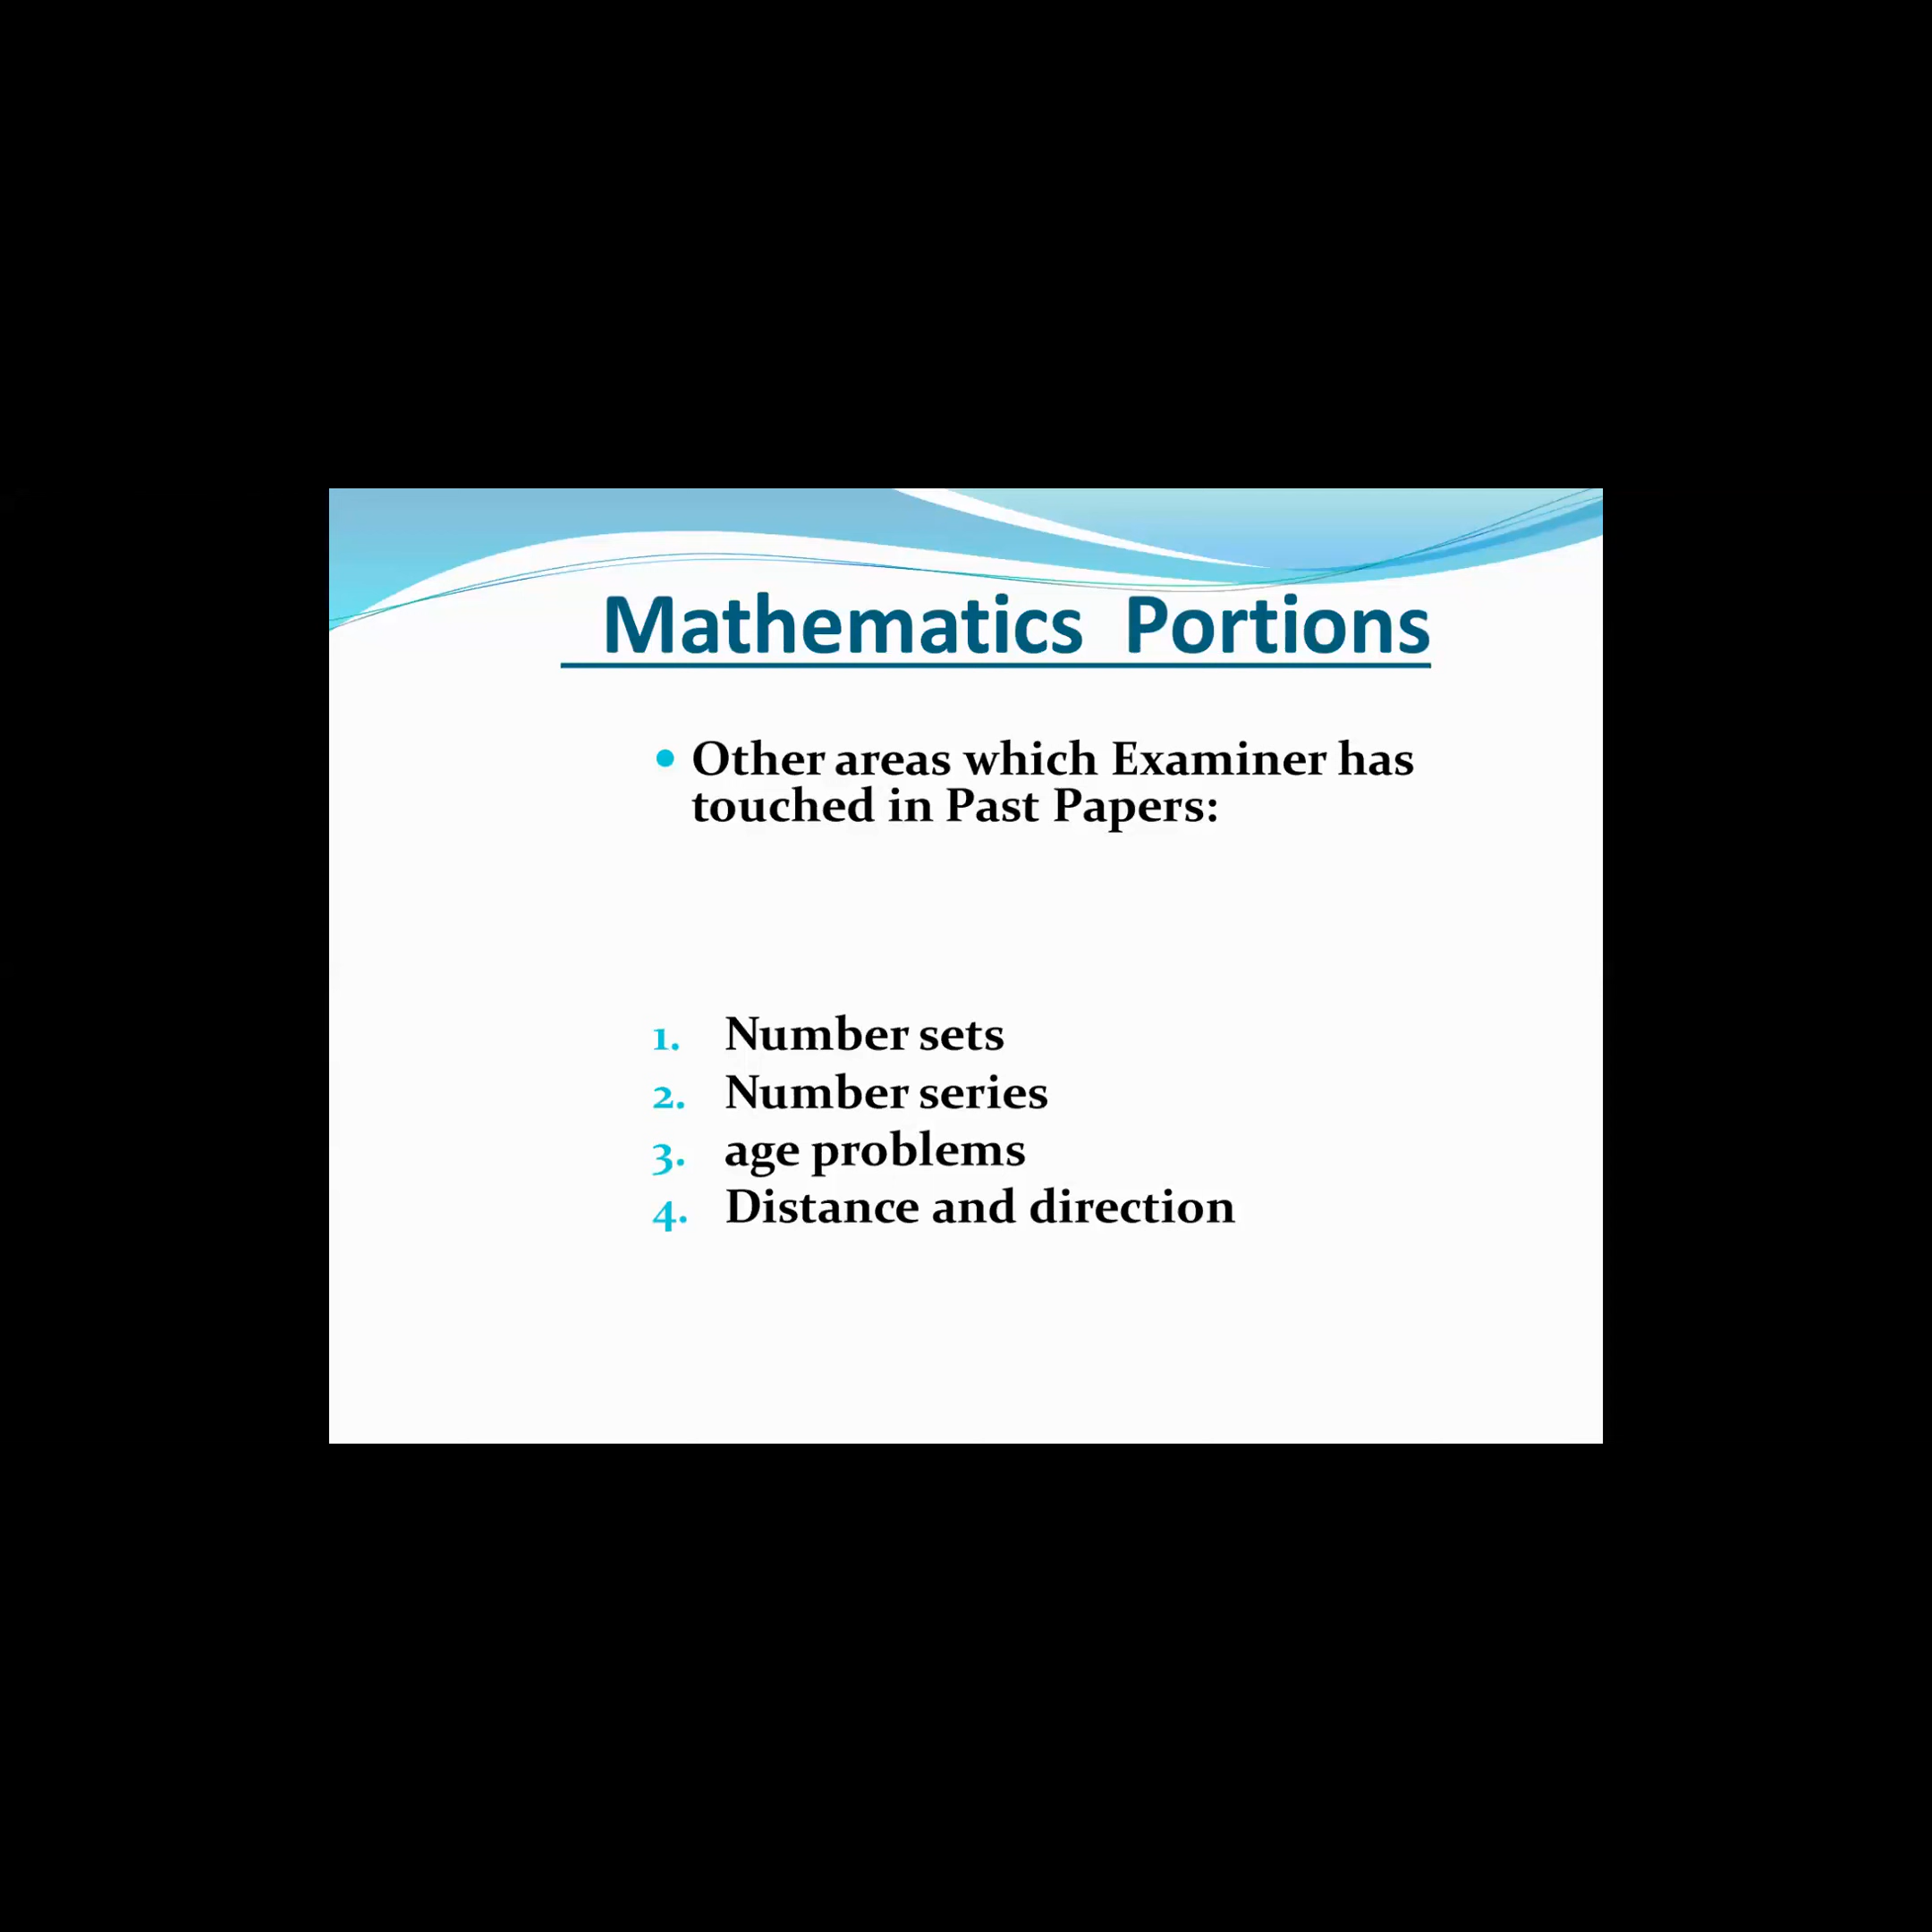 Mathematics Portions
• Other areas which Examiner has
touched in Past Papers:
1. Number sets
2. Number series
3. age problems
4. Distance and direction